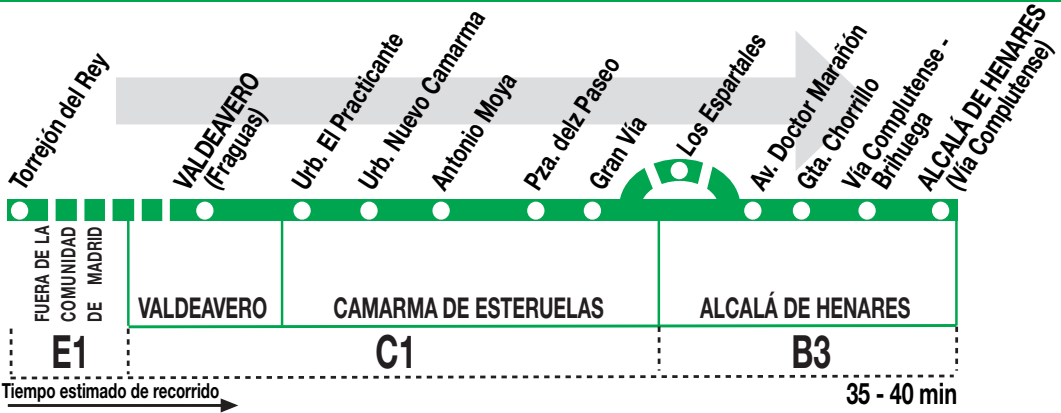 Torrejón del Rey
VALDEAVERO
(Fraguas)
Urb. El Practicante
Urb. Nuevo Camarma
Antonio Moya
Pza. delz Paseo
Gran Vía
Los Espartales
Av. Doctor Marañón
Gta. Chorrillo
Vía Complutense -
Brihuega
ALCALÁ DE HENARES
(Vía Complutense)
FUERA DE LA
COMUNIDAD
DE MADRID
VALDEAVERO
CAMARMA DE ESTERUELAS
ALCALÁ DE HENARES
E1
C1
B3
Tiempo estimado de recorrido
35 - 40 min